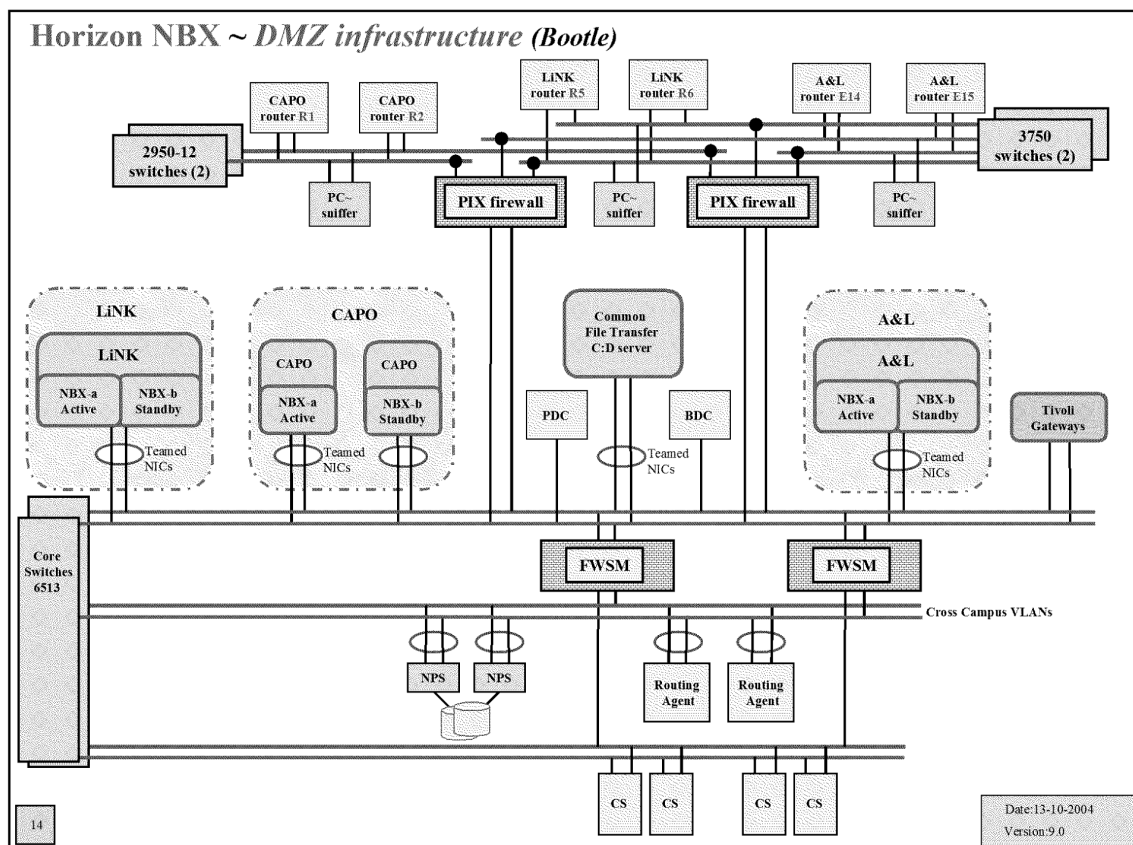 Horizon NBX ~ DMZ infrastructure (Bootle)
CAPO
router R1
CAPO
router R2
LiNK
router R5
LiNK
router R6
A&L
router E14
A&L
router E15
2950-12
switches (2)
3750
switches (2)
PC~
sniffer
PIX firewall
PC~
sniffer
PIX firewall
PC~
sniffer
LiNK
LiNK
NBX-a
Active
NBX-b
Standby
Teamed
NICs
CAPO
CAPO
NBX-a
Active
CAPO
NBX-b
Standby
Teamed
NICs
Common
File Transfer
C:D server
PDC
BDC
Teamed
NICs
A&L
A&L
NBX-a
Active
NBX-b
Standby
Teamed
NICs
Tivoli
Gateways
Core
Switches
6513
FWSM
FWSM
Cross Campus VLANs
NPS
NPS
Routing
Agent
Routing
Agent
CS
CS
CS
CS
14
Date:13-10-2004
Version:9.0